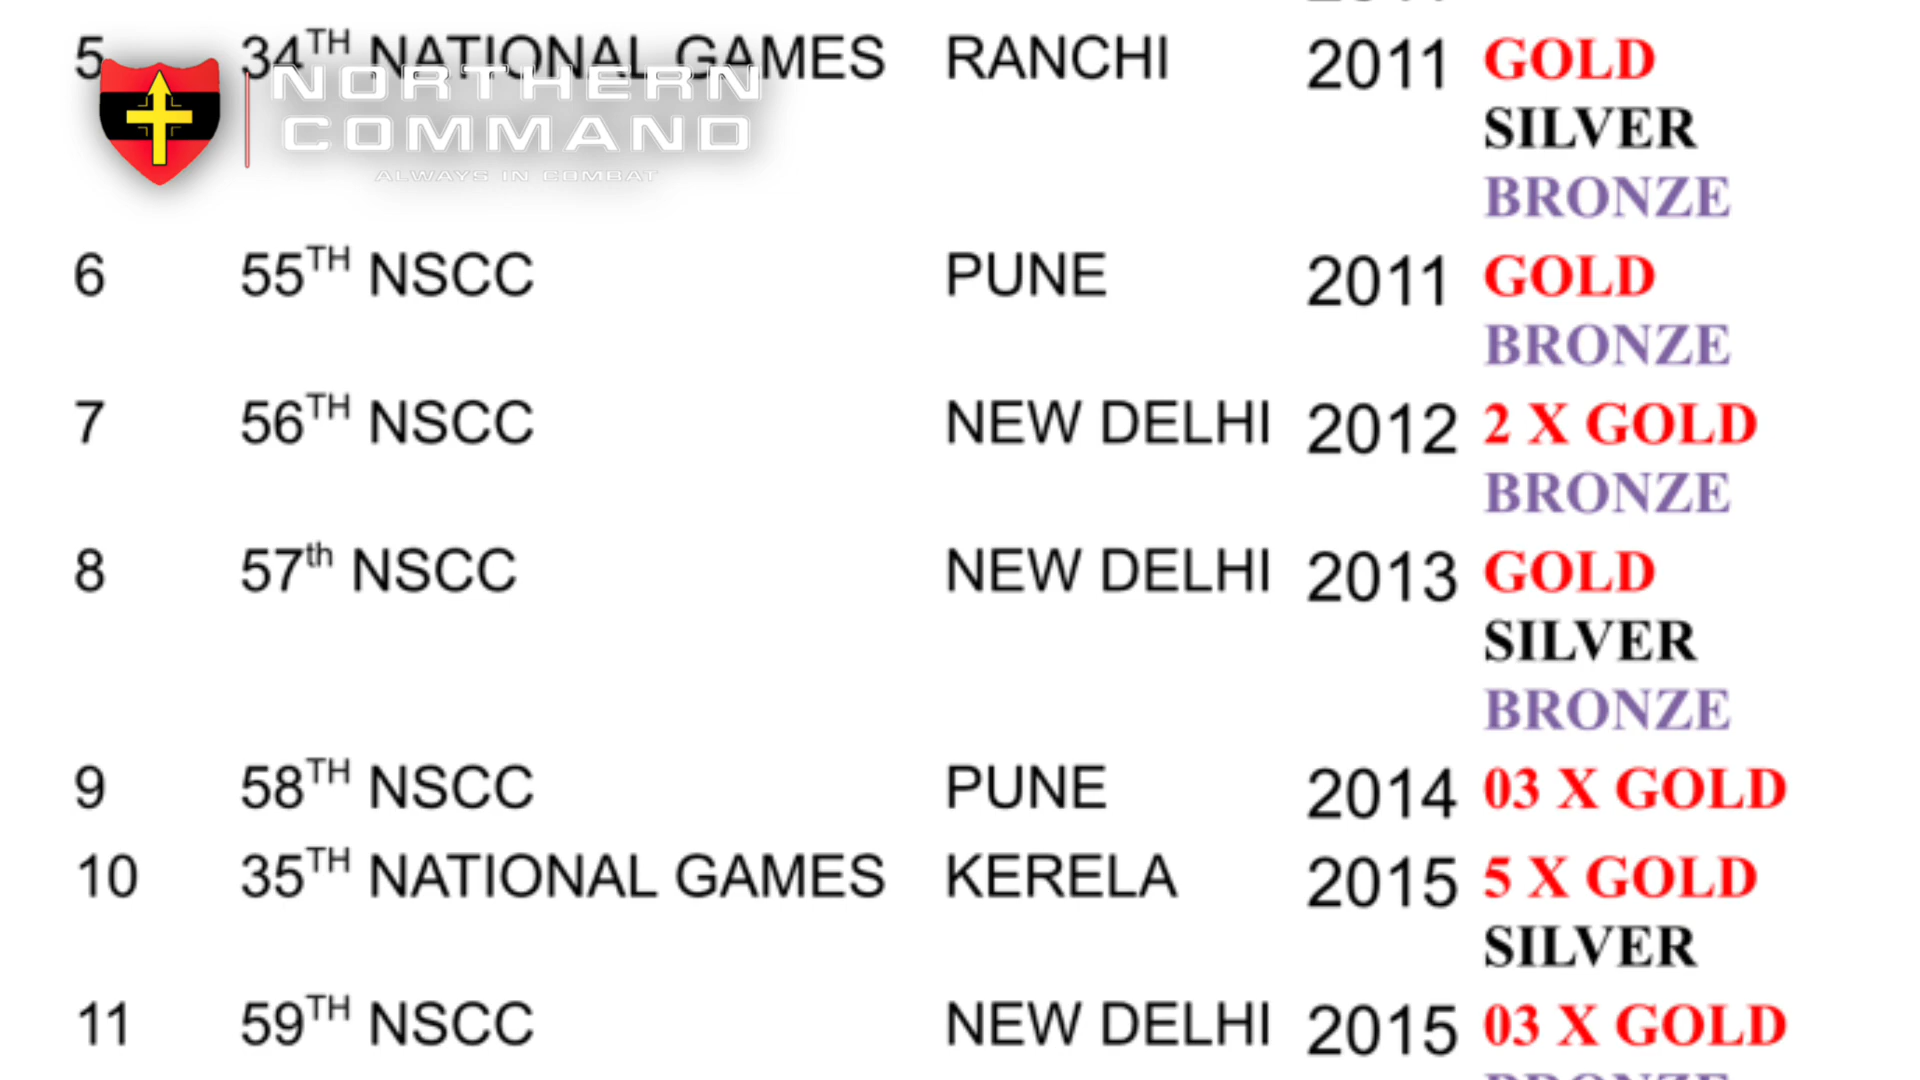 5 34TH NATIONAL GAMES RANCHI 2011 GOLD
SILVER
BRONZE
NORTHERN
COMMAND
ALWAYS IN COMBAT
6 55TH NSCC PUNE 2011 GOLD
BRONZE
7 56TH NSCC NEW DELHI 2012 2 X GOLD
BRONZE
8 57th NSCC NEW DELHI 2013 GOLD
SILVER
BRONZE
9 58TH NSCC PUNE 2014 03 X GOLD
10 35TH NATIONAL GAMES KERELA 2015 5 X GOLD
SILVER
11 59TH NSCC NEW DELHI 2015 03 X GOLD